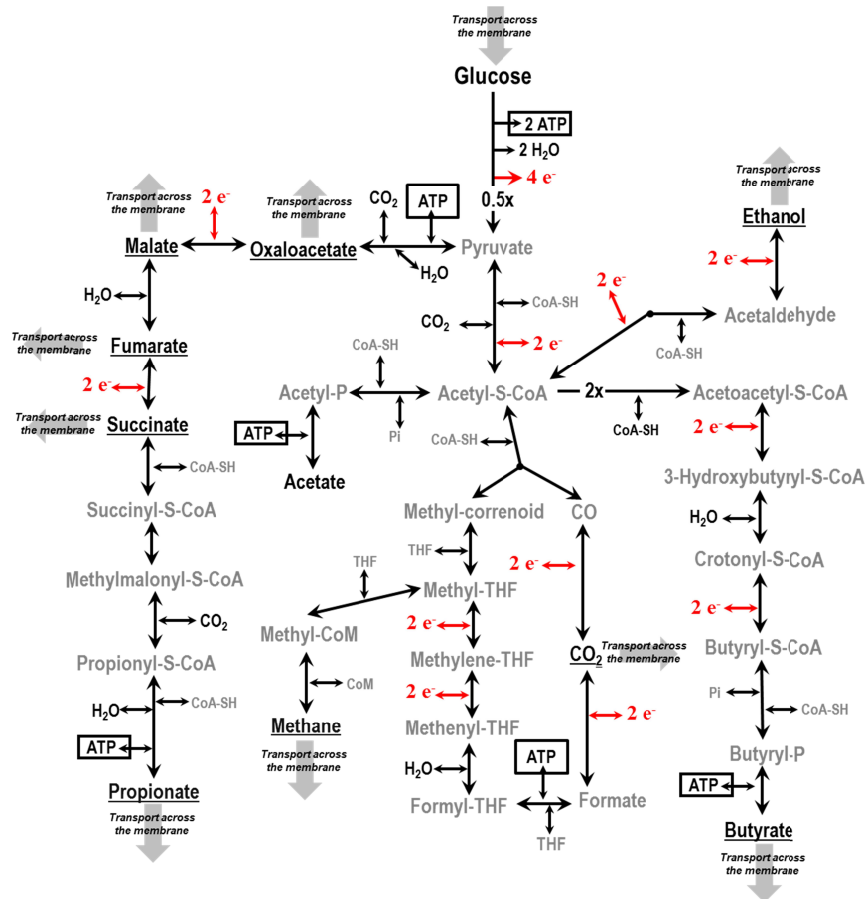 Transport across
the membrane
Glucose
2 ATP
2 H₂O
4 e⁻
0.5x
Pyruvate
Transport across
the membrane
2 e⁻
Transport across
the membrane
CO₂
ATP
Malate
Oxaloacetate
H₂O
Transport across
the membrane
Ethanol
2 e⁻
Acetaldehyde
2 e⁻
CoA-SH
CoA-SH
CO₂
2 e⁻
H₂O
Transport across
the membrane
Fumarate
2 e⁻
Transport across
the membrane
Succinate
CoA-SH
Acetyl-P
Acetyl-S-CoA
2x
Acetoacetyl-S-CoA
Pi
CoA-SH
ATP
Acetate
CoA-SH
2 e⁻
CoA-SH
Succinyl-S-CoA
Methylmalonyl-S-CoA
CO₂
Propionyl-S-CoA
H₂O
CoA-SH
ATP
Propionate
Transport across
the membrane
Methyl-correnoid
CO
THF
THF
2 e⁻
Methyl-THF
Methyl-CoM
2 e⁻
CoM
Methylene-THF
CO₂
Transport across
the membrane
Methane
Transport across
the membrane
2 e⁻
2 e⁻
Methenyl-THF
H₂O
ATP
Formyl-THF
Formate
THF
3-Hydroxybutyryl-S-CoA
H₂O
Crotonyl-S-CoA
2 e⁻
Butyryl-S-CoA
Pi
CoA-SH
Butyryl-P
ATP
Butyrate
Transport across
the membrane